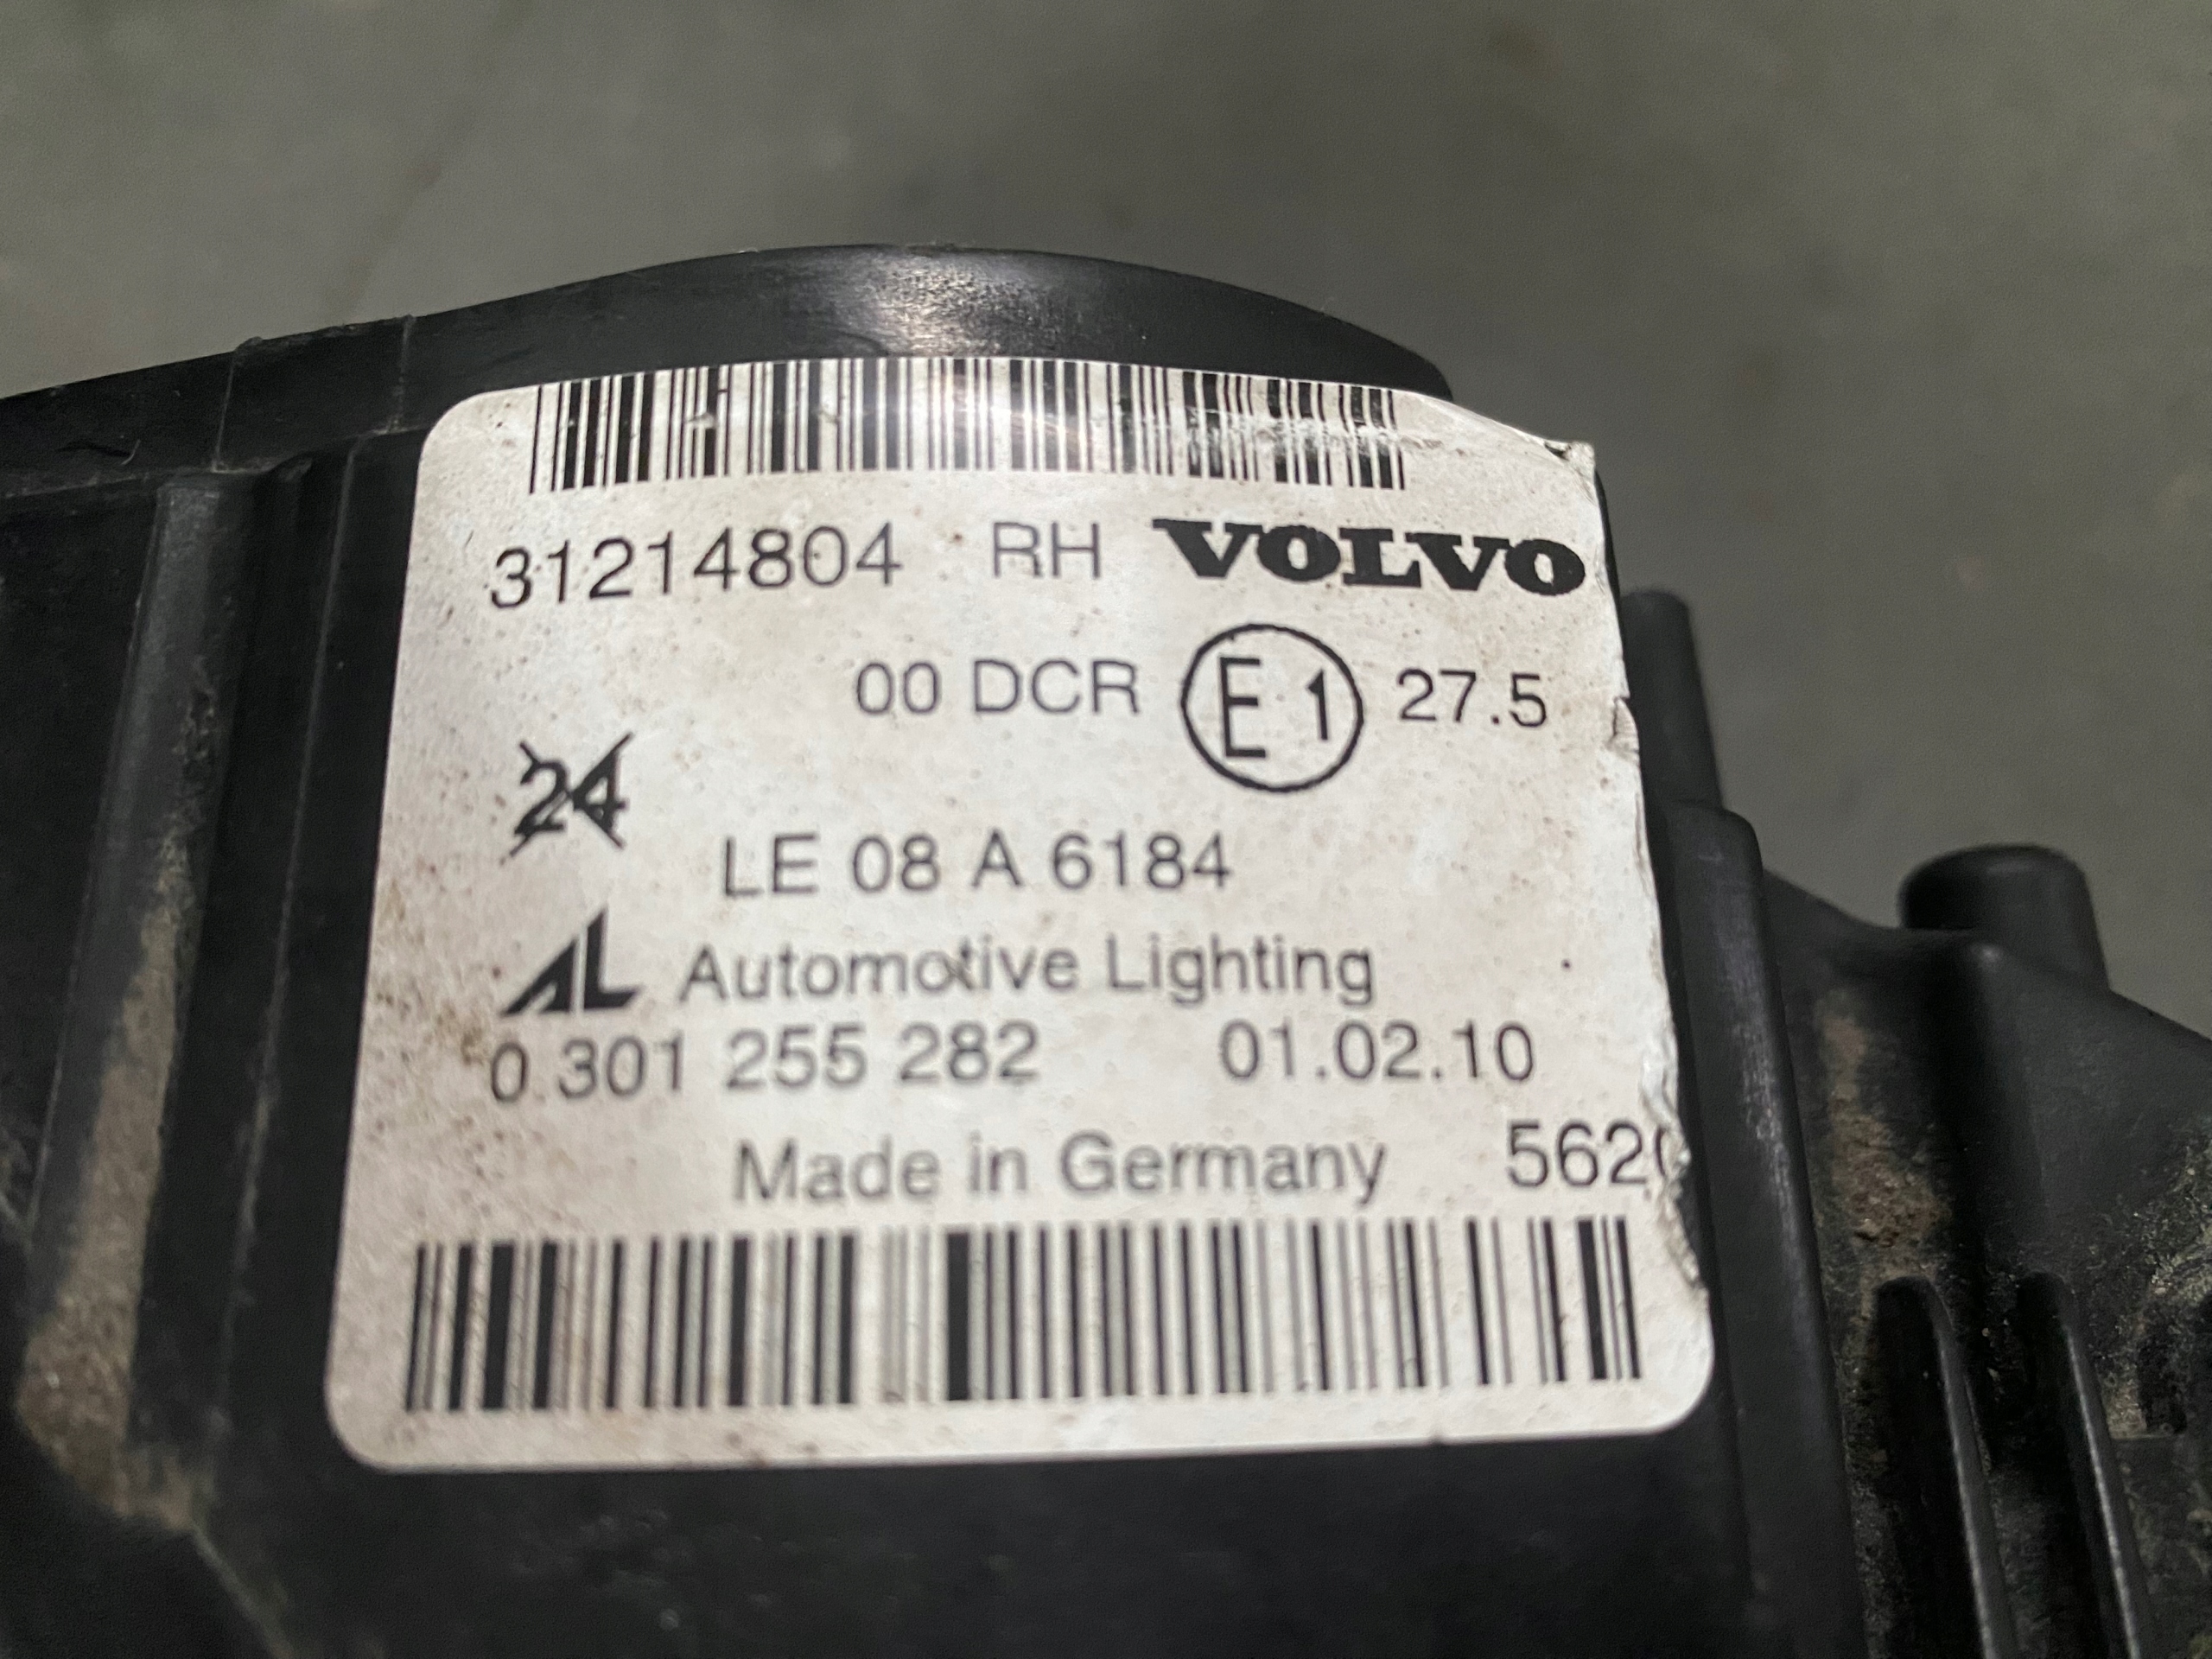 31214804 RH VOLVO
00 DCR E1 27.5
24
LE 08 A 6184
AL Automotive Lighting
0 301 255 282 01.02.10
Made in Germany 562